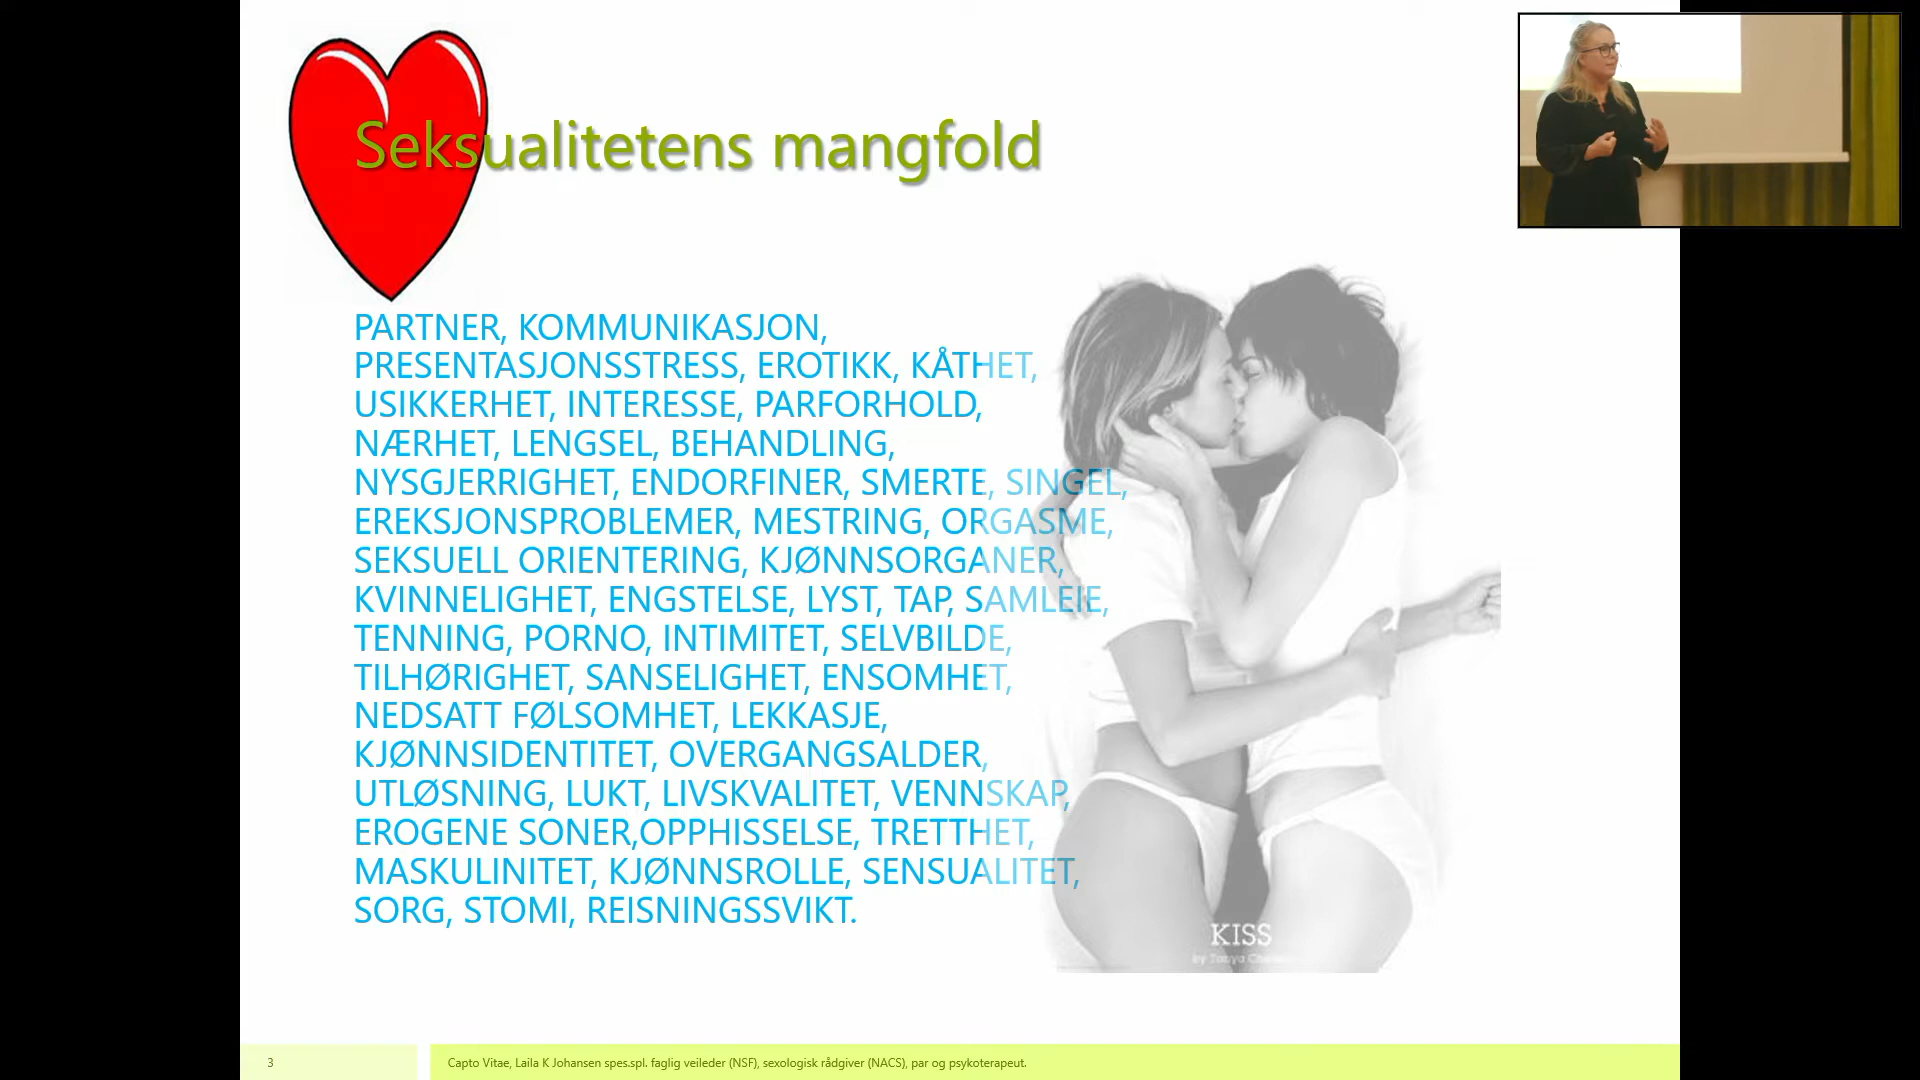 Seksualitetens mangfold
PARTNER, KOMMUNIKASJON,
PRESENTASJONSSTRESS, EROTIKK, KÅTHET,
USIKKERHET, INTERESSE, PARFORHOLD,
NÆRHET, LENGSEL, BEHANDLING,
NYSGJERRIGHET, ENDORFINER, SMERTE, SINGEL,
EREKSJONSPROBLEMER, MESTRING, ORGASME,
SEKSUELL ORIENTERING, KJØNNSORGANER,
KVINNELIGHET, ENGSTELSE, LYST, TAP, SAMLEIE,
TENNING, PORNO, INTIMITET, SELVBILDE,
TILHØRIGHET, SANSELIGHET, ENSOMHET,
NEDSATT FØLSOMHET, LEKKASJE,
KJØNNSIDENTITET, OVERGANGSALDER,
UTLØSNING, LUKT, LIVSKVALITET, VENNSKAP,
EROGENE SONER,OPPHISSELSE, TRETTHET,
MASKULINITET, KJØNNSROLLE, SENSUALITET,
SORG, STOMI, REISNINGSSVIKT.
KISS
by Tanya
3
Capto Vitae, Laila K Johansen spes.spl. faglig veileder (NSF), sexologisk rådgiver (NACS), par og psykoterapeut.